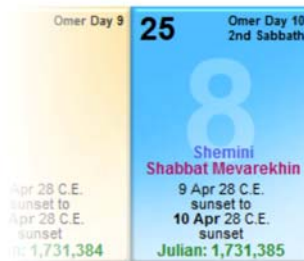 Omer Day 9
Apr 28 C.E.
sunset to
Apr 28 C.E.
sunset
n: 1,731,384
25
Omer Day 10
2nd Sabbath
8
Shemini
Shabbat Mevarekhin
9 Apr 28 C.E.
sunset to
10 Apr 28 C.E.
sunset
Julian: 1,731,385